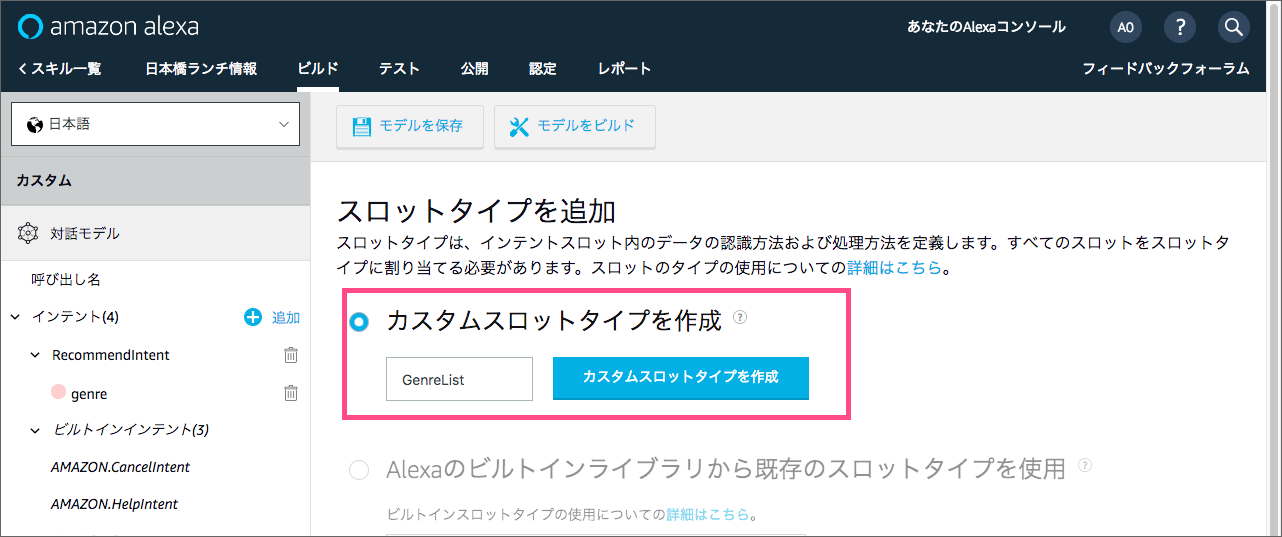 amazon alexa
あなたのAlexaコンソール
AO
?
スキル一覧
日本橋ランチ情報
ビルド
テスト
公開
認定
レポート
フィードバックフォーラム
日本語
モデルを保存
モデルをビルド
カスタム
対話モデル
呼び出し名
インテント(4)
追加
RecommendIntent
genre
ビルトインインテント(3)
AMAZON.CancelIntent
AMAZON.HelpIntent
スロットタイプを追加
スロットタイプは、インテントスロット内のデータの認識方法および処理方法を定義します。すべてのスロットをスロットタ
イプに割り当てる必要があります。スロットのタイプの使用についての詳細はこちら。
カスタムスロットタイプを作成 ?
GenreList
カスタムスロットタイプを作成
Alexaのビルトインライブラリから既存のスロットタイプを使用 ?
ビルトインスロットタイプの使用についての詳細はこちら。